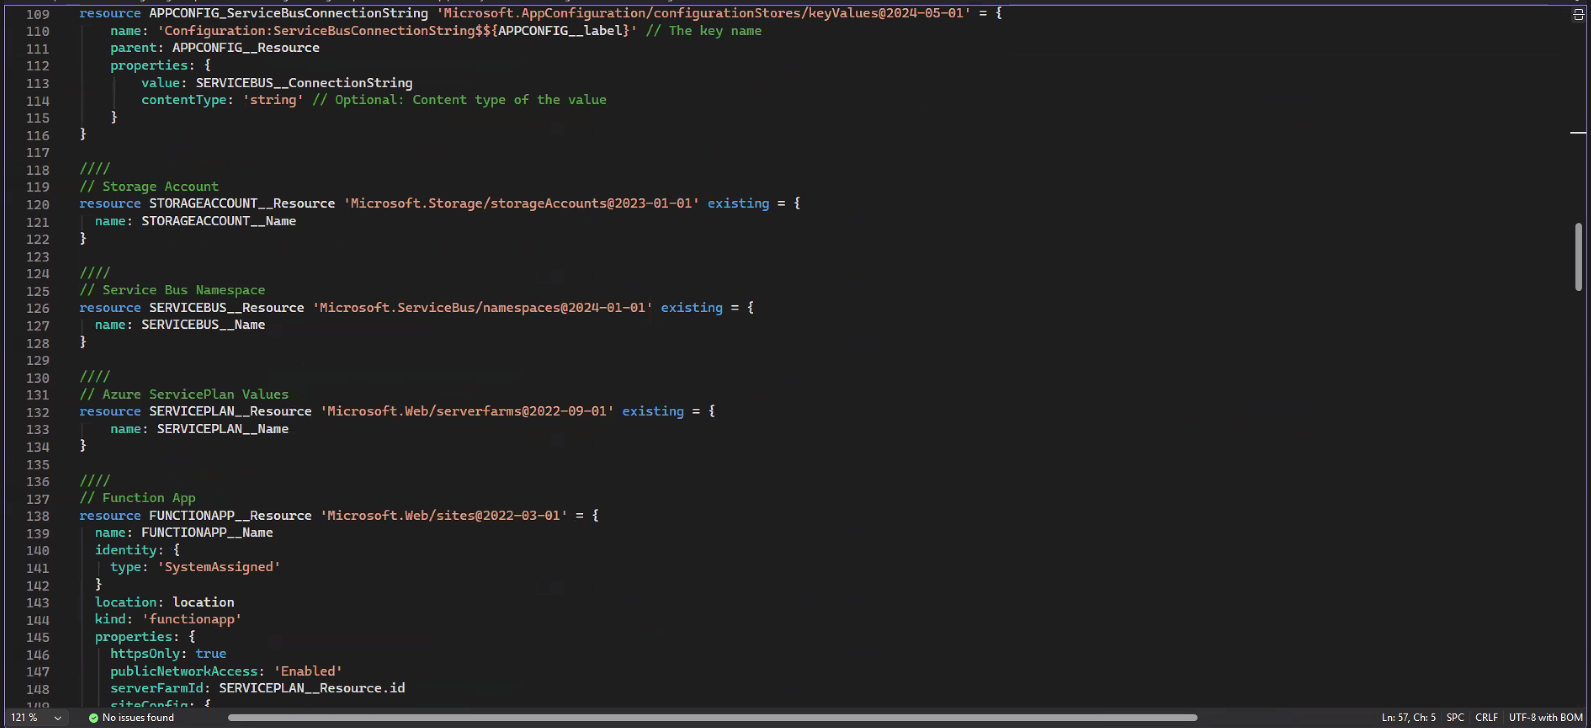 109 resource APPCONFIG_ServiceBusConnectionString 'Microsoft.AppConfiguration/configurationStores/keyValues@2024-05-01' = {
110     name: 'Configuration:ServiceBusConnectionString$${APPCONFIG__label}' // The key name
111     parent: APPCONFIG__Resource
112     properties: {
113         value: SERVICEBUS__ConnectionString
114         contentType: 'string' // Optional: Content type of the value
115     }
116 }
117
118 ////
119 // Storage Account
120 resource STORAGEACCOUNT__Resource 'Microsoft.Storage/storageAccounts@2023-01-01' existing = {
121   name: STORAGEACCOUNT__Name
122 }
123
124 ////
125 // Service Bus Namespace
126 resource SERVICEBUS__Resource 'Microsoft.ServiceBus/namespaces@2024-01-01' existing = {
127   name: SERVICEBUS__Name
128 }
129
130 ////
131 // Azure ServicePlan Values
132 resource SERVICEPLAN__Resource 'Microsoft.Web/serverfarms@2022-09-01' existing = {
133     name: SERVICEPLAN__Name
134 }
135
136 ////
137 // Function App
138 resource FUNCTIONAPP__Resource 'Microsoft.Web/sites@2022-03-01' = {
139   name: FUNCTIONAPP__Name
140   identity: {
141     type: 'SystemAssigned'
142   }
143   location: location
144   kind: 'functionapp'
145   properties: {
146     httpsOnly: true
147     publicNetworkAccess: 'Enabled'
148     serverFarmId: SERVICEPLAN__Resource.id
149     siteConfig: {
121 % No issues found Ln: 57, Ch: 5 SPC CRLF UTF-8 with BOM